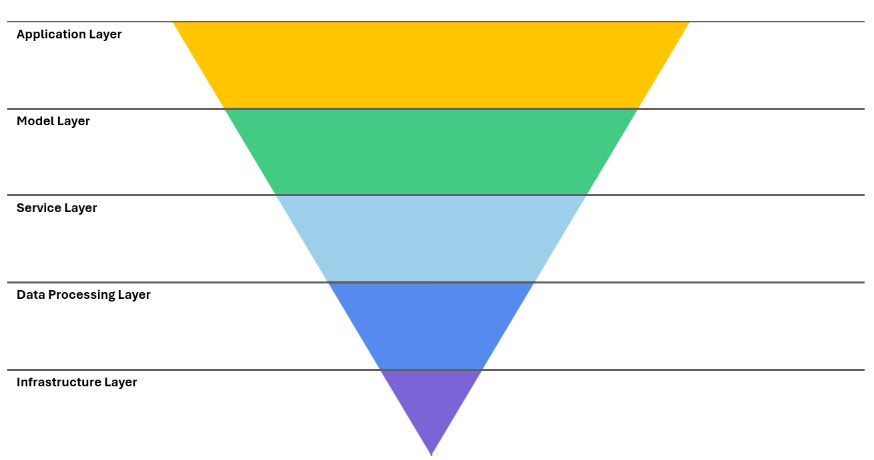 Application Layer
Model Layer
Service Layer
Data Processing Layer
Infrastructure Layer